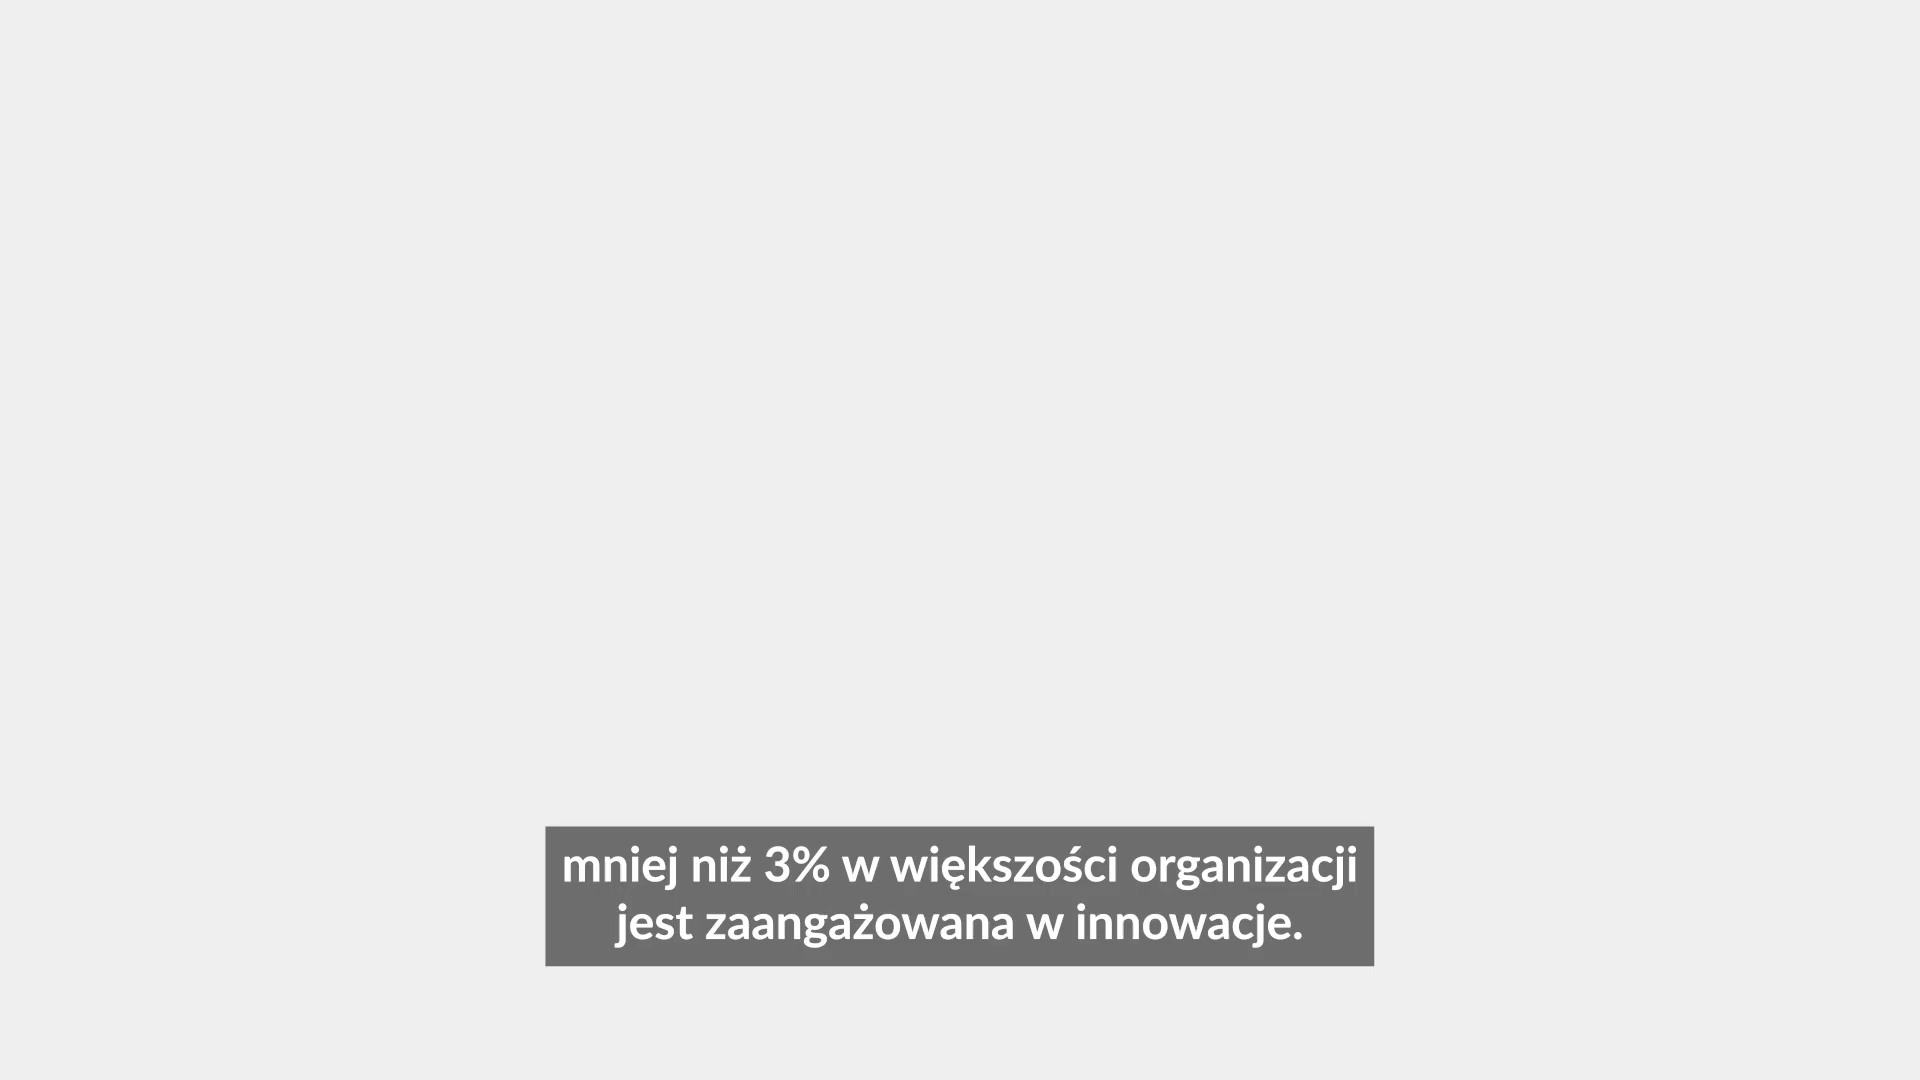 mniej niż 3% w większości organizacji
jest zaangażowana w innowacje.